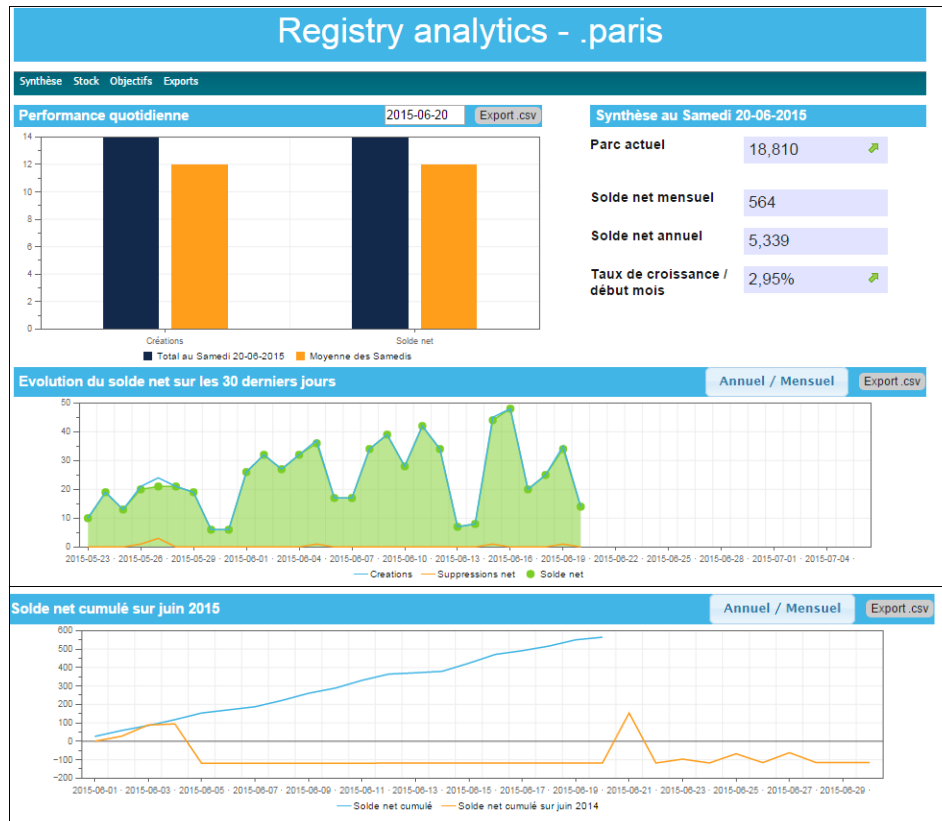 Registry analytics - .paris
Synthèse Stock Objectifs Exports
Performance quotidienne 2015-06-20 Export .csv
14
12
10
8
6
4
2
0
Créations Solde net
Total au Samedi 20-06-2015 Moyenne des Samedis
Synthèse au Samedi 20-06-2015
Parc actuel 18,810
Solde net mensuel 564
Solde net annuel 5,339
Taux de croissance / début mois 2,95%
Evolution du solde net sur les 30 derniers jours Annuel / Mensuel Export .csv
50
40
30
20
10
0
2015-05-23 · 2015-05-26 · 2015-05-29 · 2015-06-01 · 2015-06-04 · 2015-06-07 · 2015-06-10 · 2015-06-13 · 2015-06-16 · 2015-06-19 · 2015-06-22 · 2015-06-25 · 2015-06-28 · 2015-07-01 · 2015-07-04 ·
Creations Suppressions net Solde net
Solde net cumulé sur juin 2015 Annuel / Mensuel Export .csv
600
500
400
300
200
100
0
−100
−200
2015-06-01 · 2015-06-03 · 2015-06-05 · 2015-06-07 · 2015-06-09 · 2015-06-11 · 2015-06-13 · 2015-06-15 · 2015-06-17 · 2015-06-19 · 2015-06-21 · 2015-06-23 · 2015-06-25 · 2015-06-27 · 2015-06-29 ·
Solde net cumulé Solde net cumulé sur juin 2014